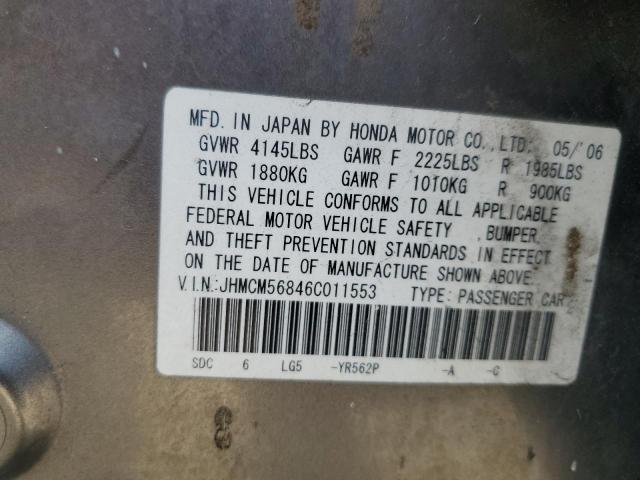 MFD. IN JAPAN BY HONDA MOTOR CO., LTD: 05/'06
GVWR 4145LBS GAWR F 2225LBS R 1985LBS
GVWR 1880KG GAWR F 1010KG R 900KG
THIS VEHICLE CONFORMS TO ALL APPLICABLE
FEDERAL MOTOR VEHICLE SAFETY ,BUMPER,
AND THEFT PREVENTION STANDARDS IN EFFECT
ON THE DATE OF MANUFACTURE SHOWN ABOVE.
V.I.N.:JHMCM56846C011553 TYPE: PASSENGER CAR
SDC 6 LG5 -YR562P -A -C